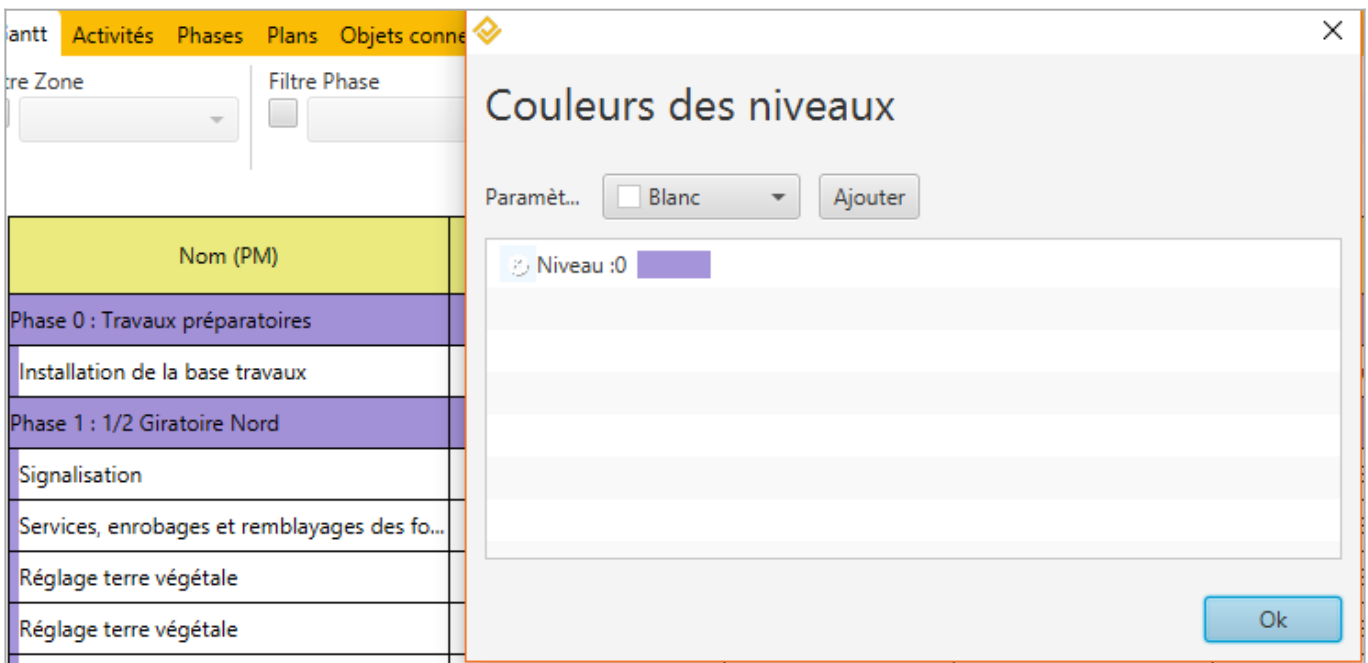 antt Activités Phases Plans Objets conne
tre Zone
Filtre Phase
Couleurs des niveaux
Paramèt... Blanc Ajouter
Niveau :0
Nom (PM)
Phase 0 : Travaux préparatoires
Installation de la base travaux
Phase 1 : 1/2 Giratoire Nord
Signalisation
Services, enrobages et remblayages des fo...
Réglage terre végétale
Réglage terre végétale
Ok